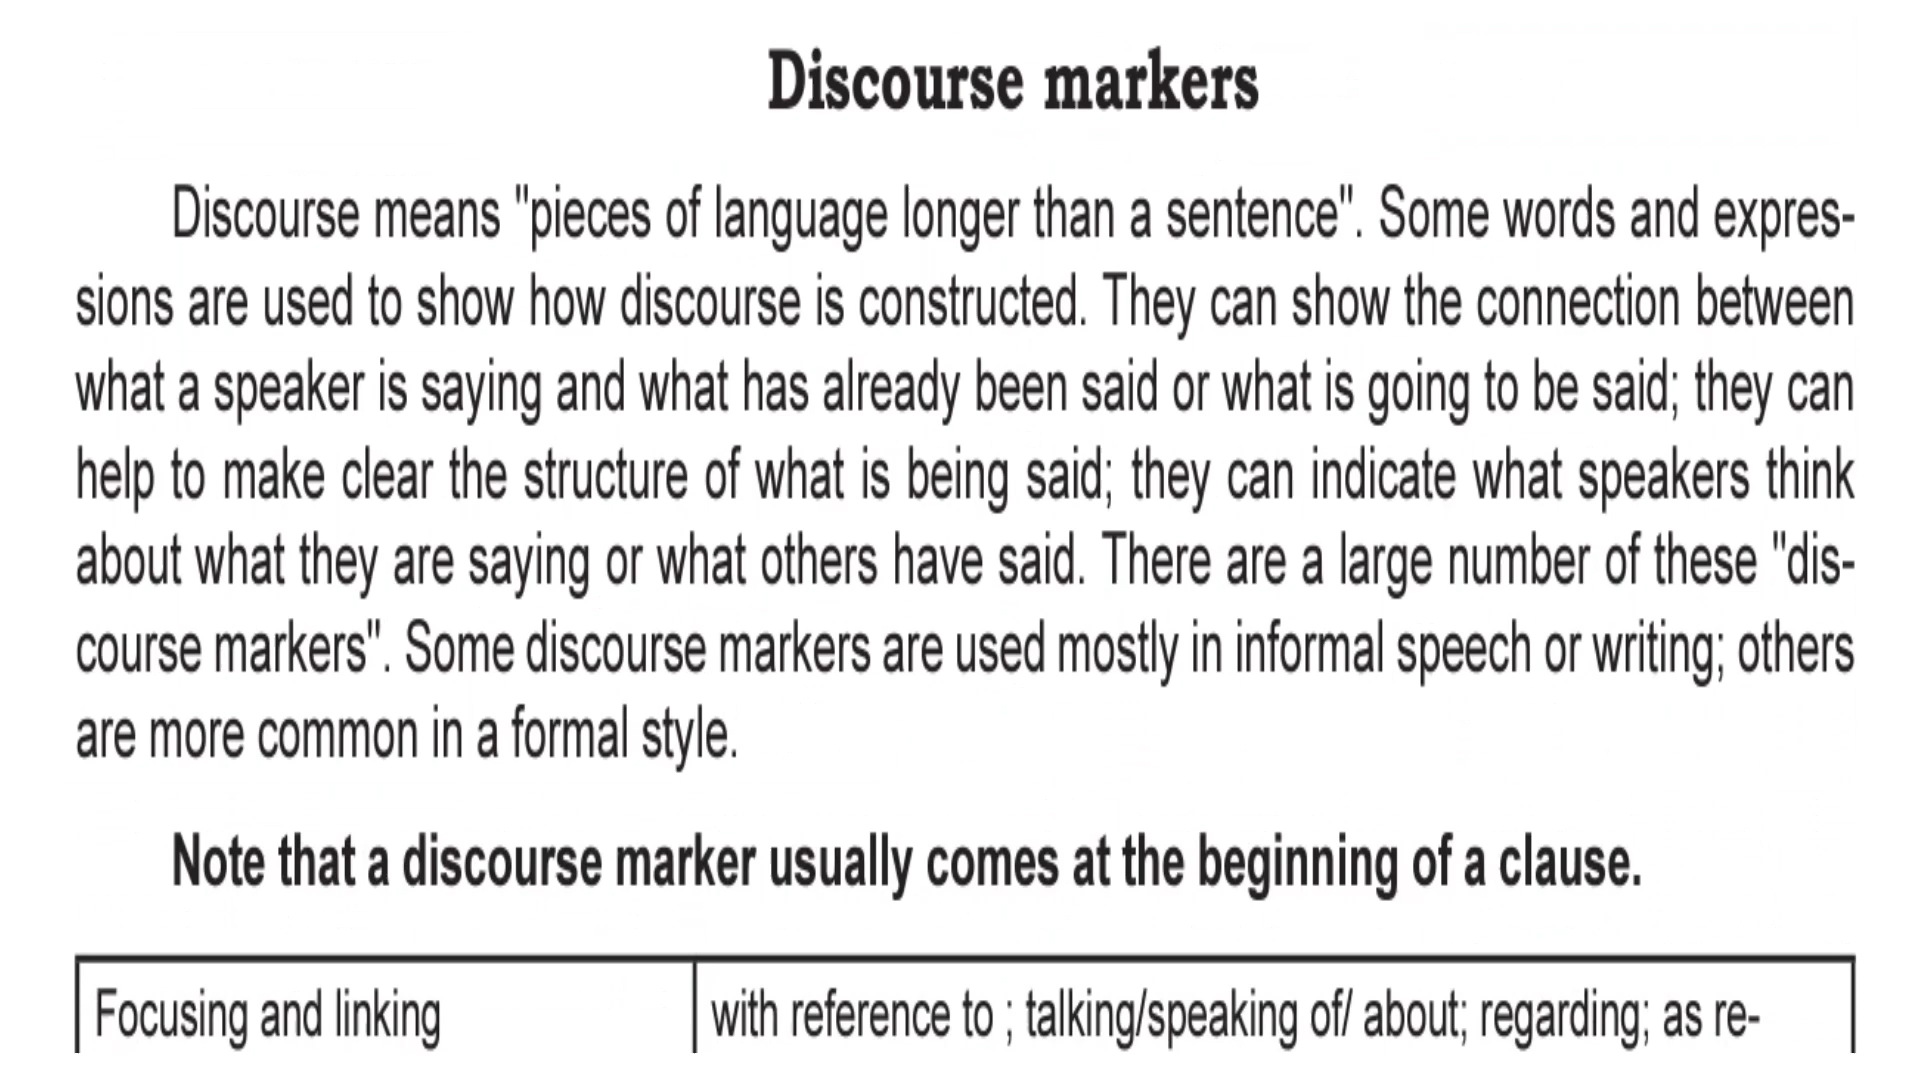 Discourse markers
Discourse means "pieces of language longer than a sentence". Some words and expres-
sions are used to show how discourse is constructed. They can show the connection between
what a speaker is saying and what has already been said or what is going to be said; they can
help to make clear the structure of what is being said; they can indicate what speakers think
about what they are saying or what others have said. There are a large number of these "dis-
course markers". Some discourse markers are used mostly in informal speech or writing; others
are more common in a formal style.
Note that a discourse marker usually comes at the beginning of a clause.
Focusing and linking
with reference to ; talking/speaking of/ about; regarding; as re-